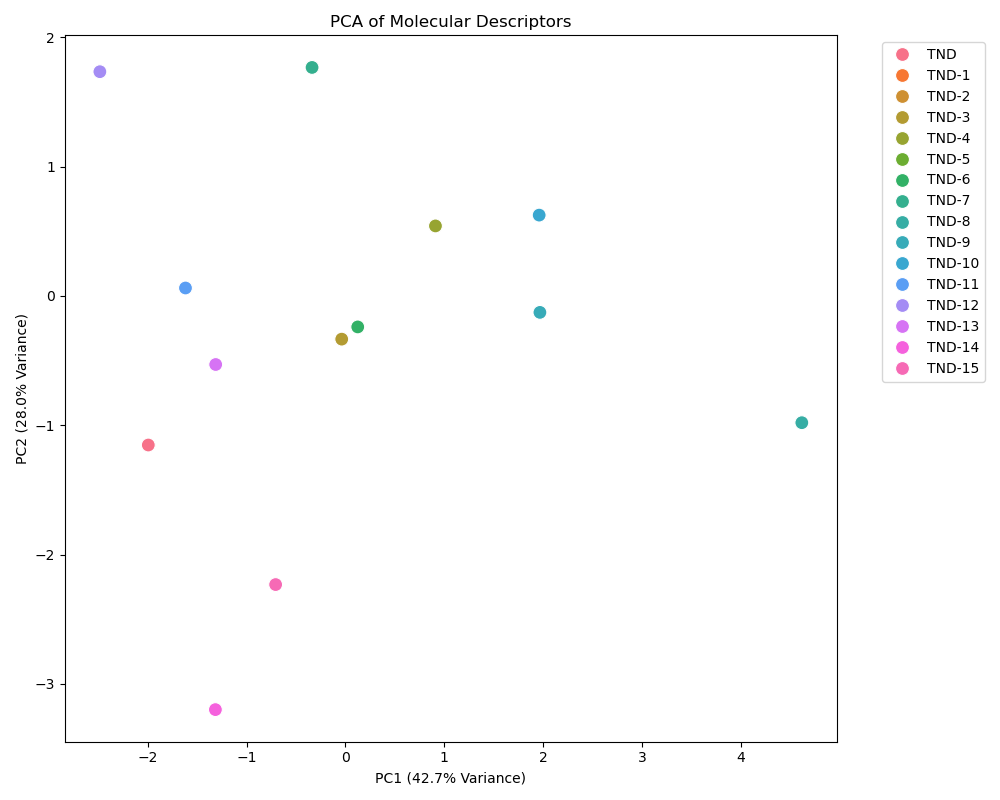 PCA of Molecular Descriptors
2
1
0
−1
−2
−3
PC2 (28.0% Variance)
−2
−1
0
1
2
3
4
PC1 (42.7% Variance)
TND
TND-1
TND-2
TND-3
TND-4
TND-5
TND-6
TND-7
TND-8
TND-9
TND-10
TND-11
TND-12
TND-13
TND-14
TND-15